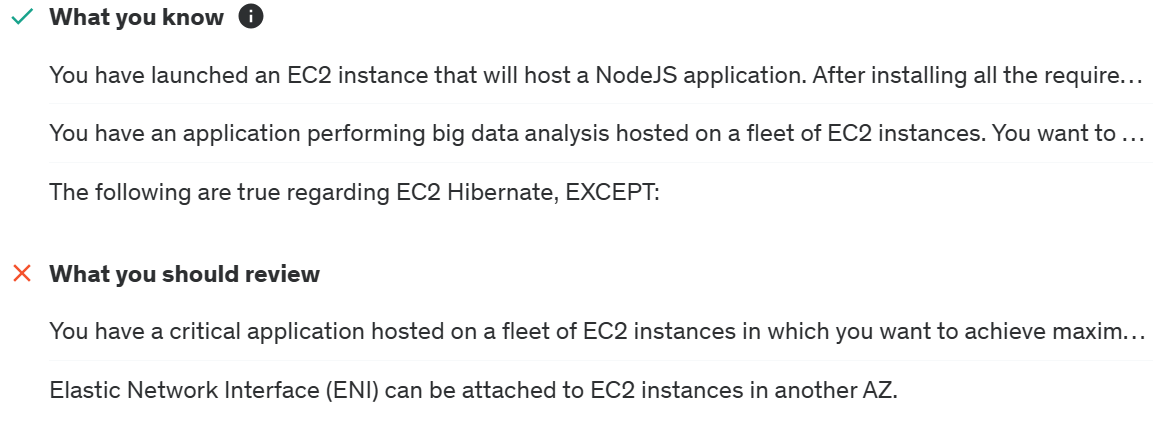 What you know
You have launched an EC2 instance that will host a NodeJS application. After installing all the require...
You have an application performing big data analysis hosted on a fleet of EC2 instances. You want to ...
The following are true regarding EC2 Hibernate, EXCEPT:
What you should review
You have a critical application hosted on a fleet of EC2 instances in which you want to achieve maxim...
Elastic Network Interface (ENI) can be attached to EC2 instances in another AZ.